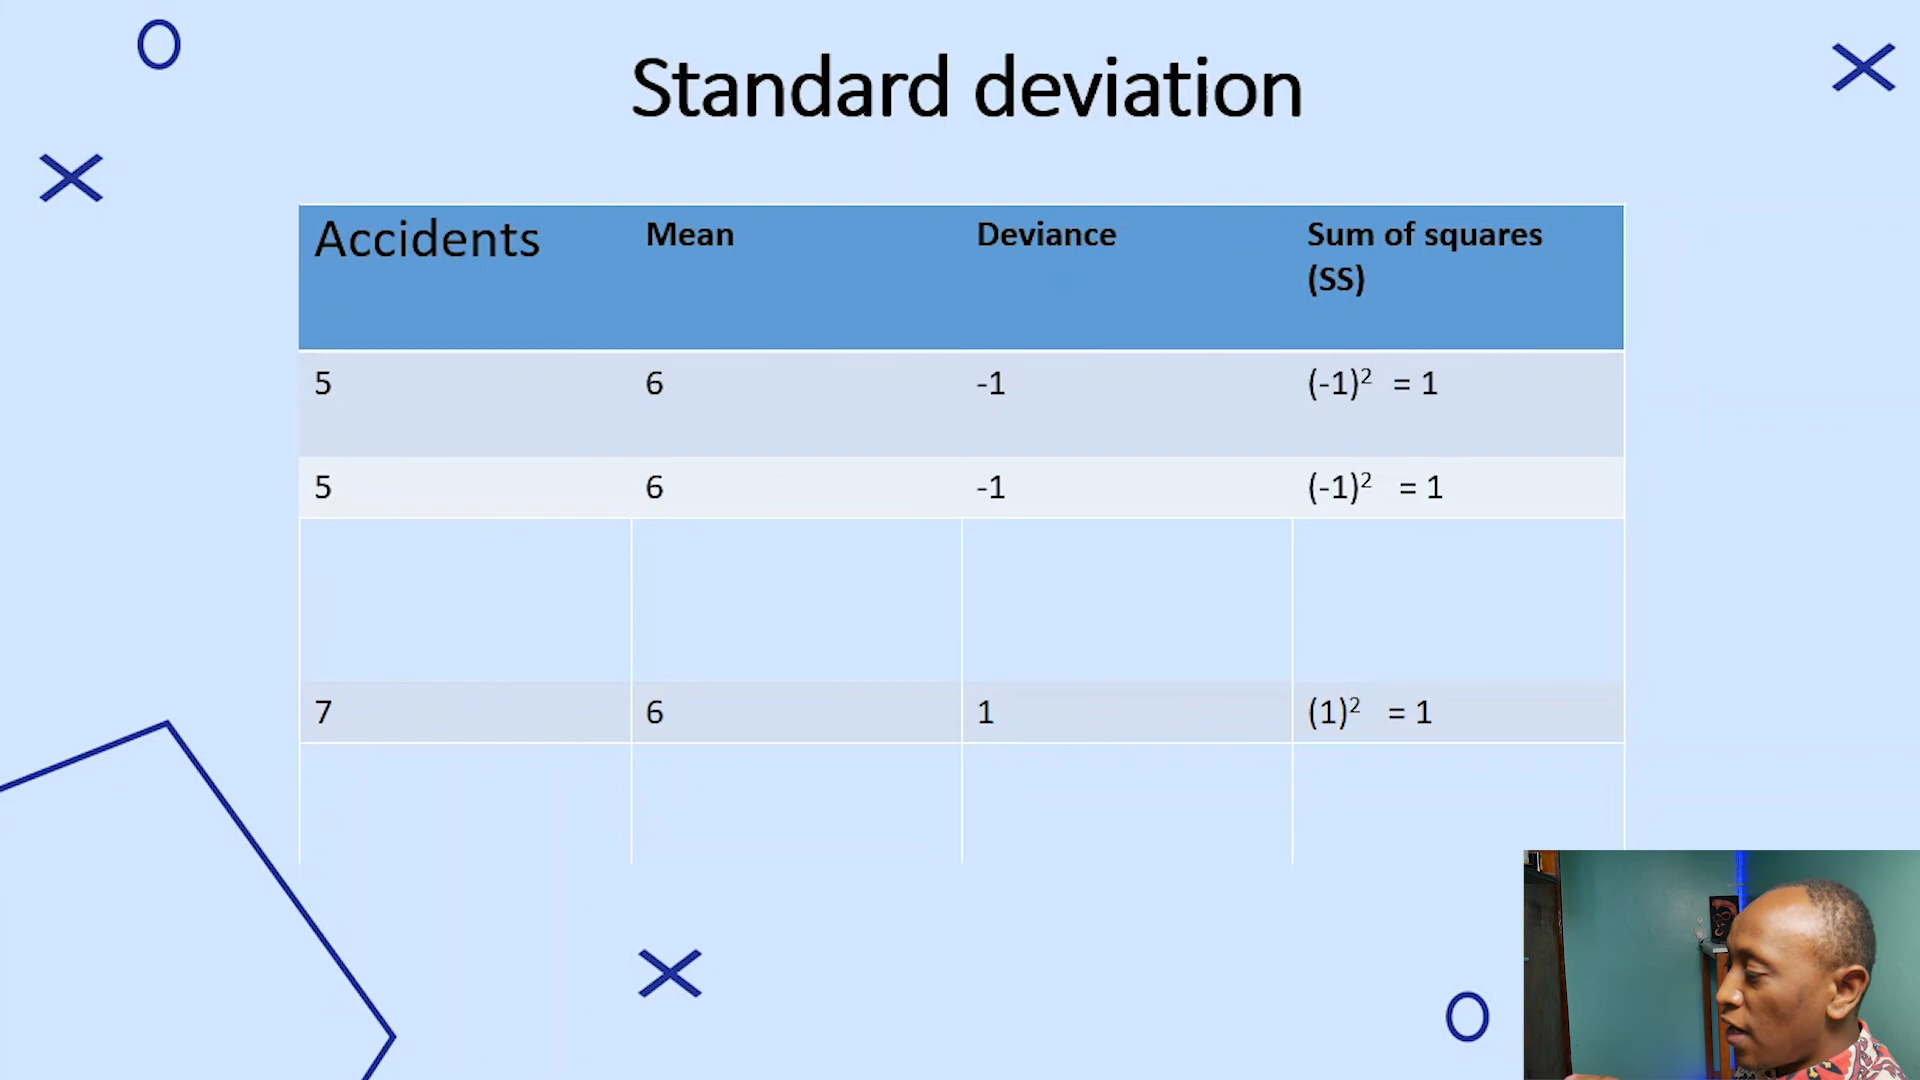 Standard deviation
Accidents Mean Deviance Sum of squares
(SS)
5 6 -1 (-1)² = 1
5 6 -1 (-1)² = 1
7 6 1 (1)² = 1